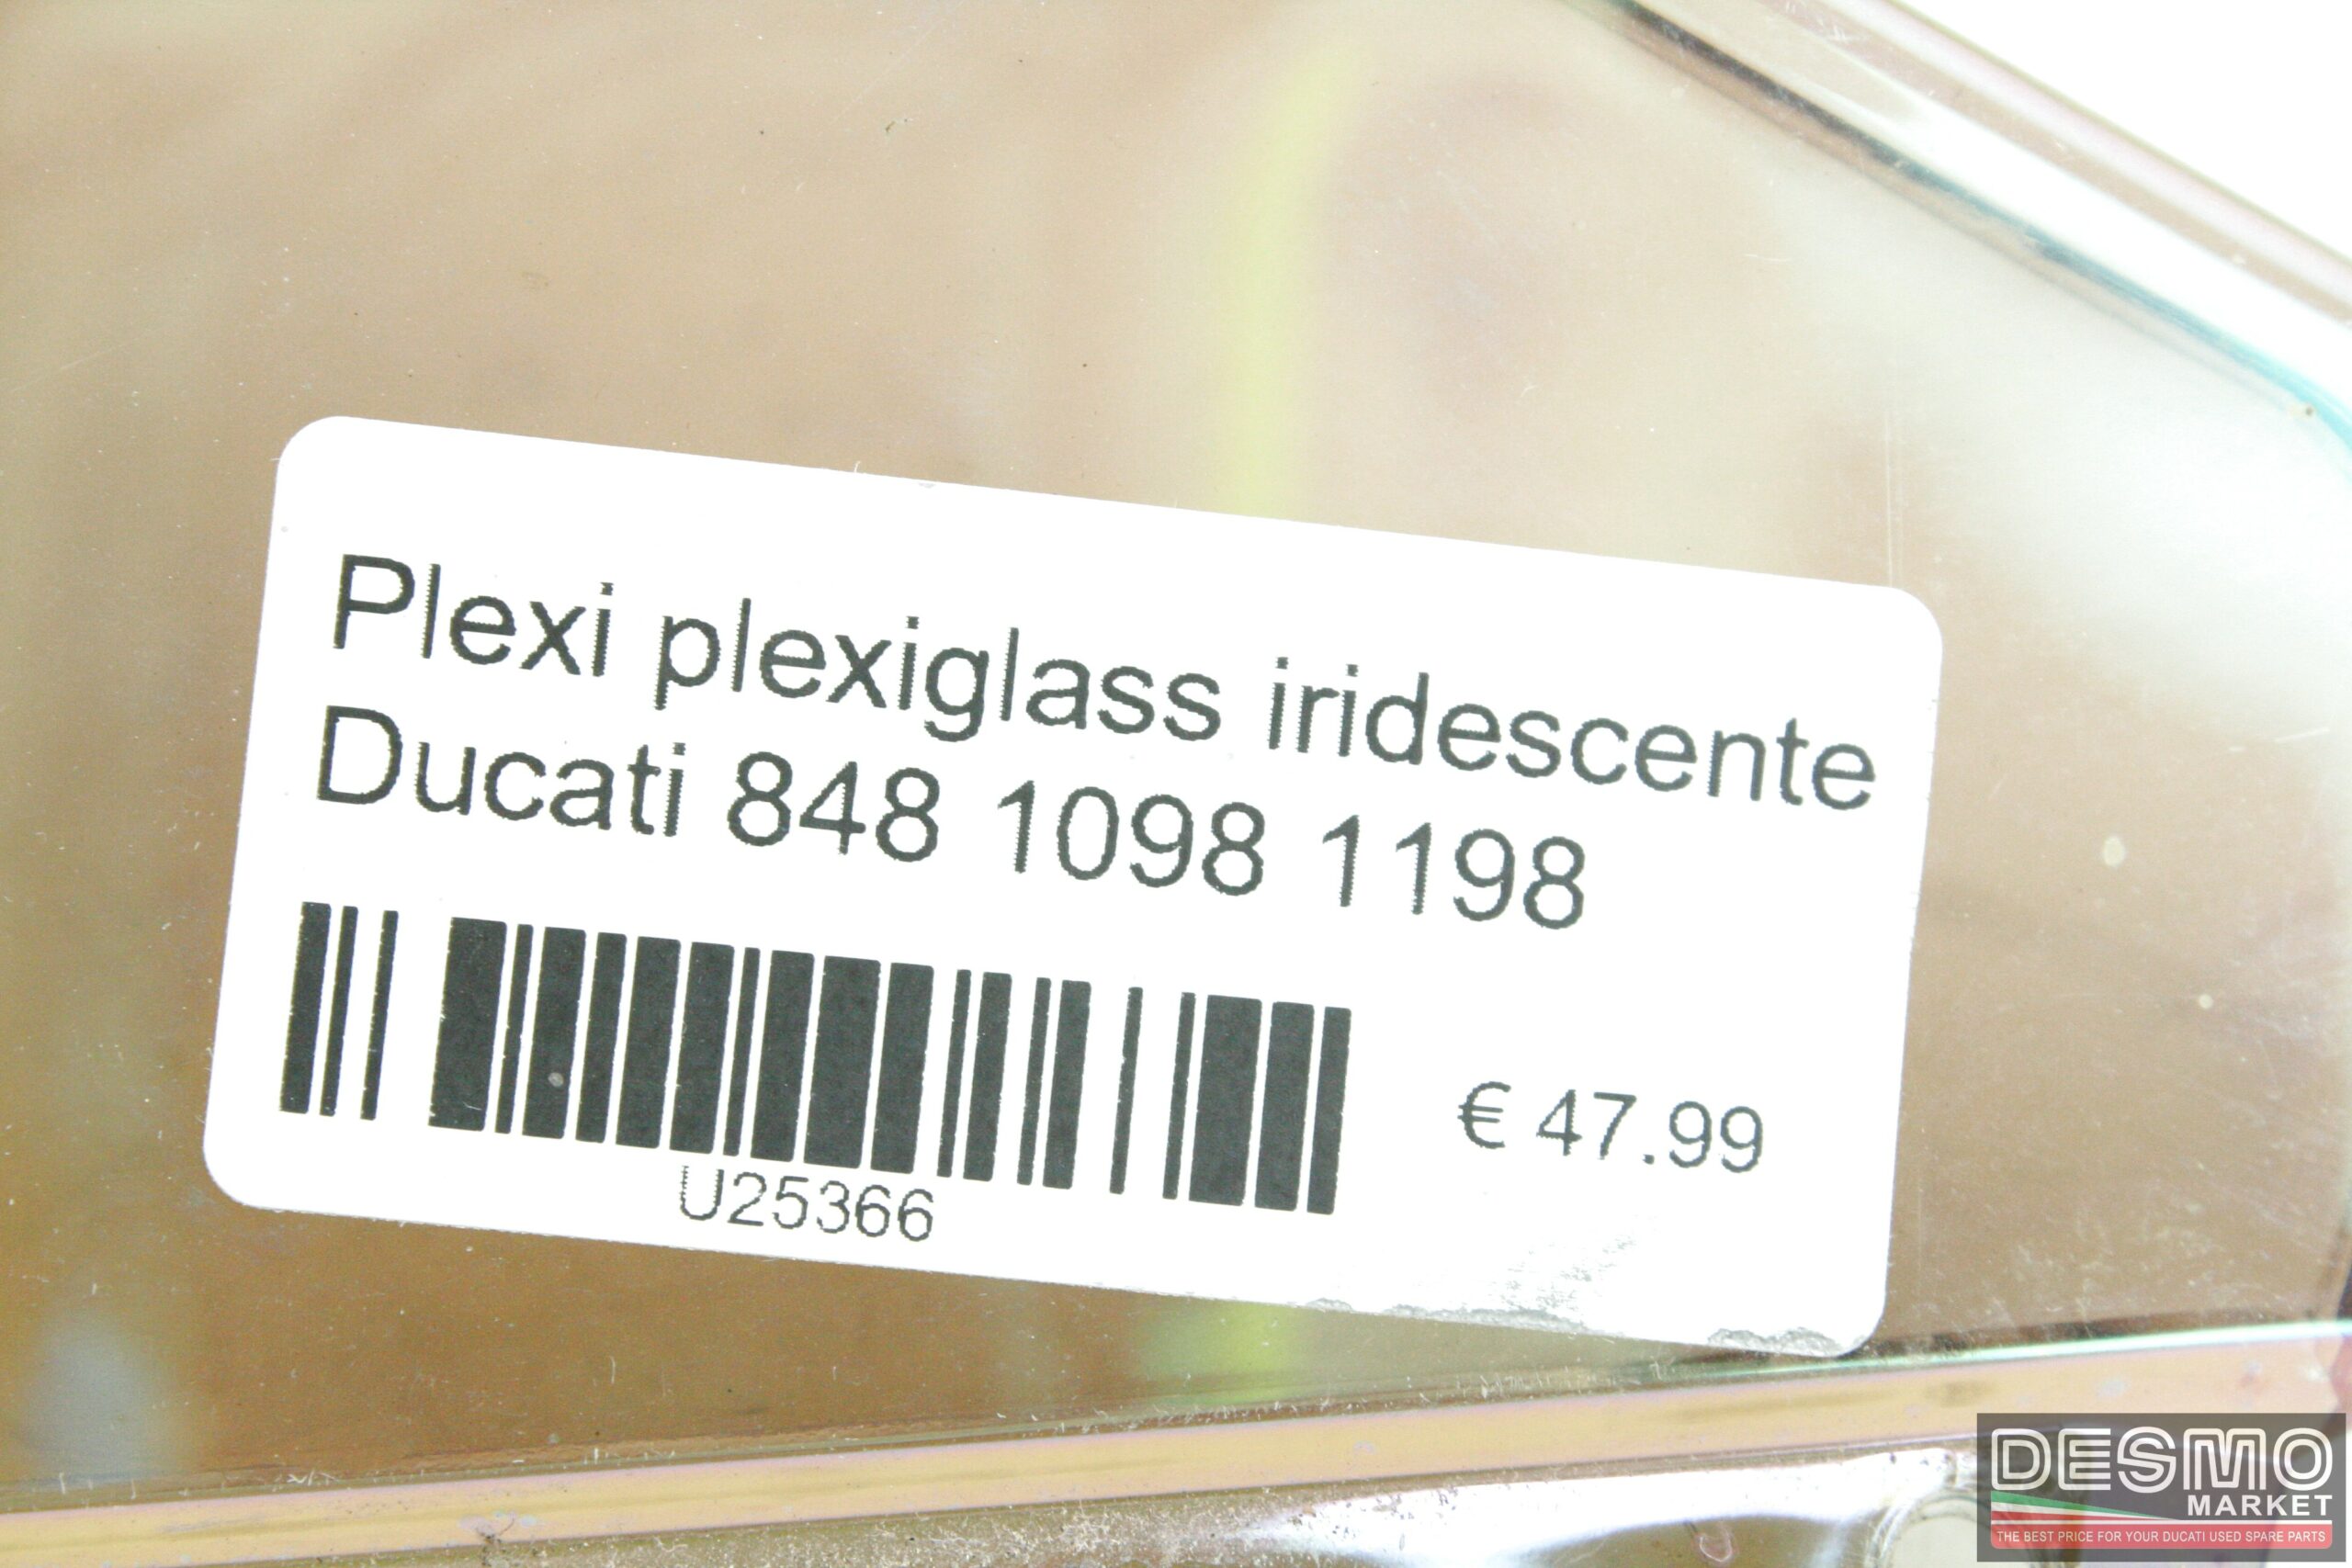 Plexi plexiglass iridescente
Ducati 848 1098 1198
€ 47.99
U25366
DESMO
MARKET
THE BEST PRICE FOR YOUR DUCATI USED SPARE PARTS